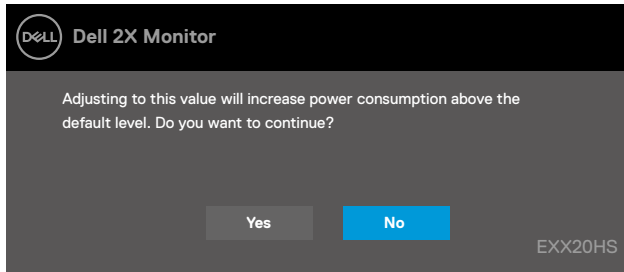 DELL
Dell 2X Monitor
Adjusting to this value will increase power consumption above the
default level. Do you want to continue?
Yes
No
EXX20HS